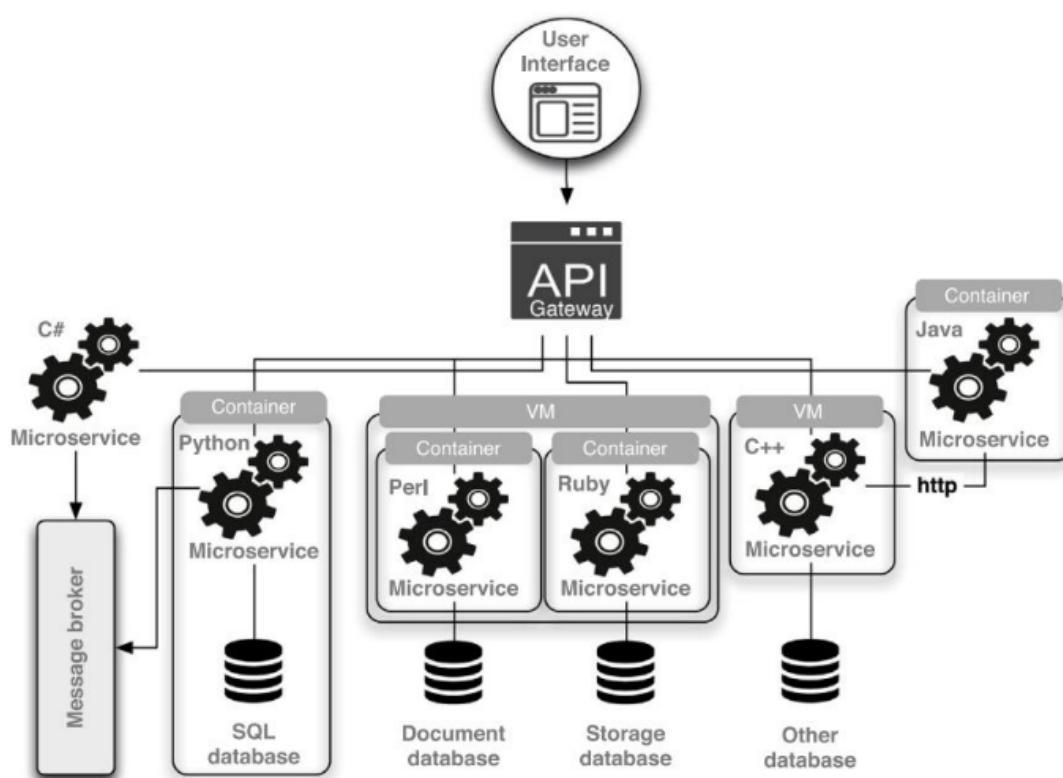 User
Interface
API
Gateway
Container
Java
Microservice
C#
Microservice
Container
Python
Microservice
VM
Container
Perl
Microservice
Container
Ruby
Microservice
VM
C++
Microservice
http
Message broker
SQL
database
Document
database
Storage
database
Other
database